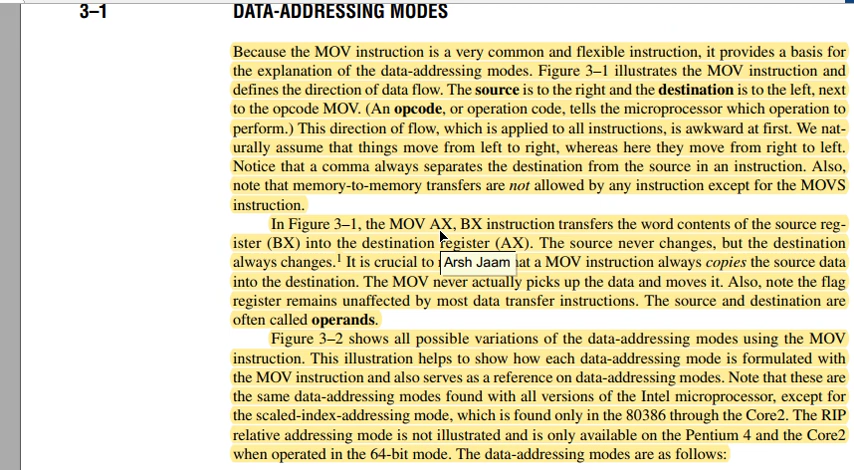 3–1 DATA-ADDRESSING MODES
Because the MOV instruction is a very common and flexible instruction, it provides a basis for
the explanation of the data-addressing modes. Figure 3–1 illustrates the MOV instruction and
defines the direction of data flow. The source is to the right and the destination is to the left, next
to the opcode MOV. (An opcode, or operation code, tells the microprocessor which operation to
perform.) This direction of flow, which is applied to all instructions, is awkward at first. We nat-
urally assume that things move from left to right, whereas here they move from right to left.
Notice that a comma always separates the destination from the source in an instruction. Also,
note that memory-to-memory transfers are not allowed by any instruction except for the MOVS
instruction.
In Figure 3–1, the MOV AX, BX instruction transfers the word contents of the source reg-
ister (BX) into the destination register (AX). The source never changes, but the destination
always changes.1 It is crucial to Arsh Jaam at a MOV instruction always copies the source data
into the destination. The MOV never actually picks up the data and moves it. Also, note the flag
register remains unaffected by most data transfer instructions. The source and destination are
often called operands.
Figure 3–2 shows all possible variations of the data-addressing modes using the MOV
instruction. This illustration helps to show how each data-addressing mode is formulated with
the MOV instruction and also serves as a reference on data-addressing modes. Note that these are
the same data-addressing modes found with all versions of the Intel microprocessor, except for
the scaled-index-addressing mode, which is found only in the 80386 through the Core2. The RIP
relative addressing mode is not illustrated and is only available on the Pentium 4 and the Core2
when operated in the 64-bit mode. The data-addressing modes are as follows: